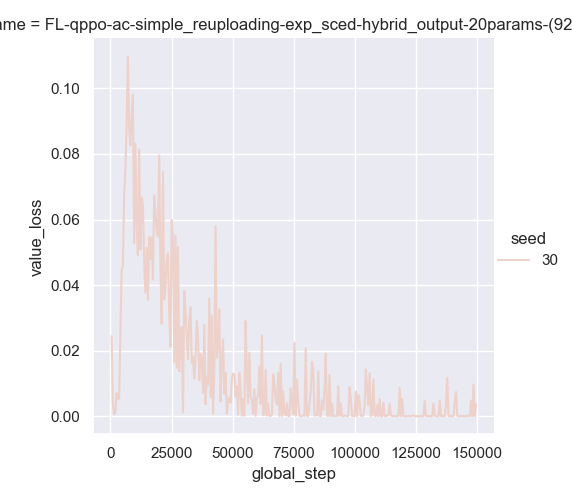 ame = FL-qppo-ac-simple_reuploading-exp_sced-hybrid_output-20params-(92
0.10
0.08
0.06
0.04
0.02
0.00
value_loss
0 25000 50000 75000 100000 125000 150000
global_step
seed
30